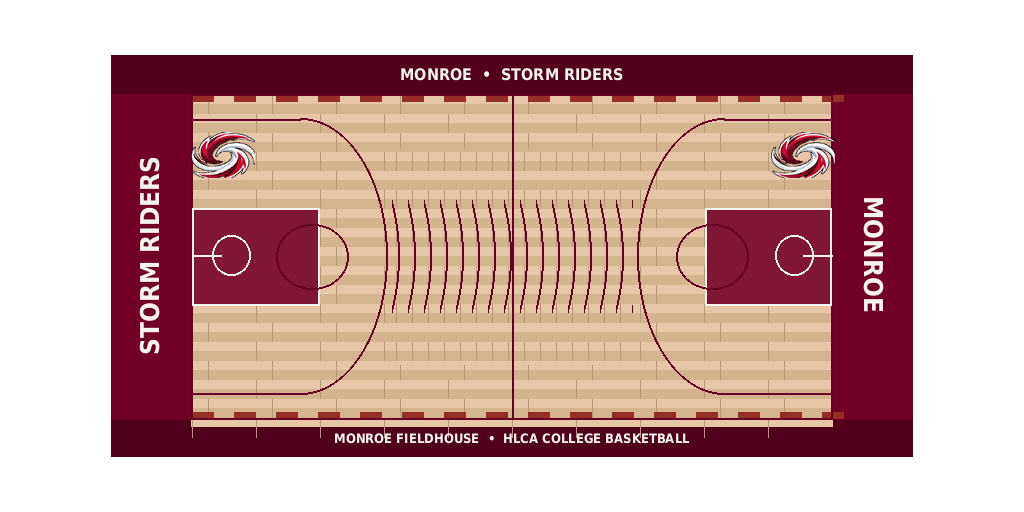 MONROE • STORM RIDERS
STORM RIDERS
MONROE
MONROE FIELDHOUSE • HLCA COLLEGE BASKETBALL